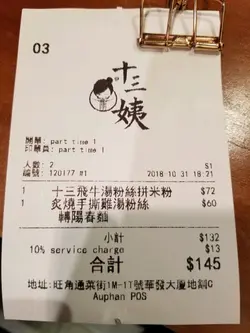 03
十三姨
開單: part time 1
印單員: part time 1
人數: 2 S1
編號: 120177 #1 2018 10 31 18:21
1 十三飛牛湯粉絲拼米粉 $72
1 炙燒手撕雞湯粉絲 $60
轉陽春麵
小計 $132
10% service charge $13
合計 $145
地址:旺角通菜街1M-1T號華發大廈地鋪C
Auphan POS